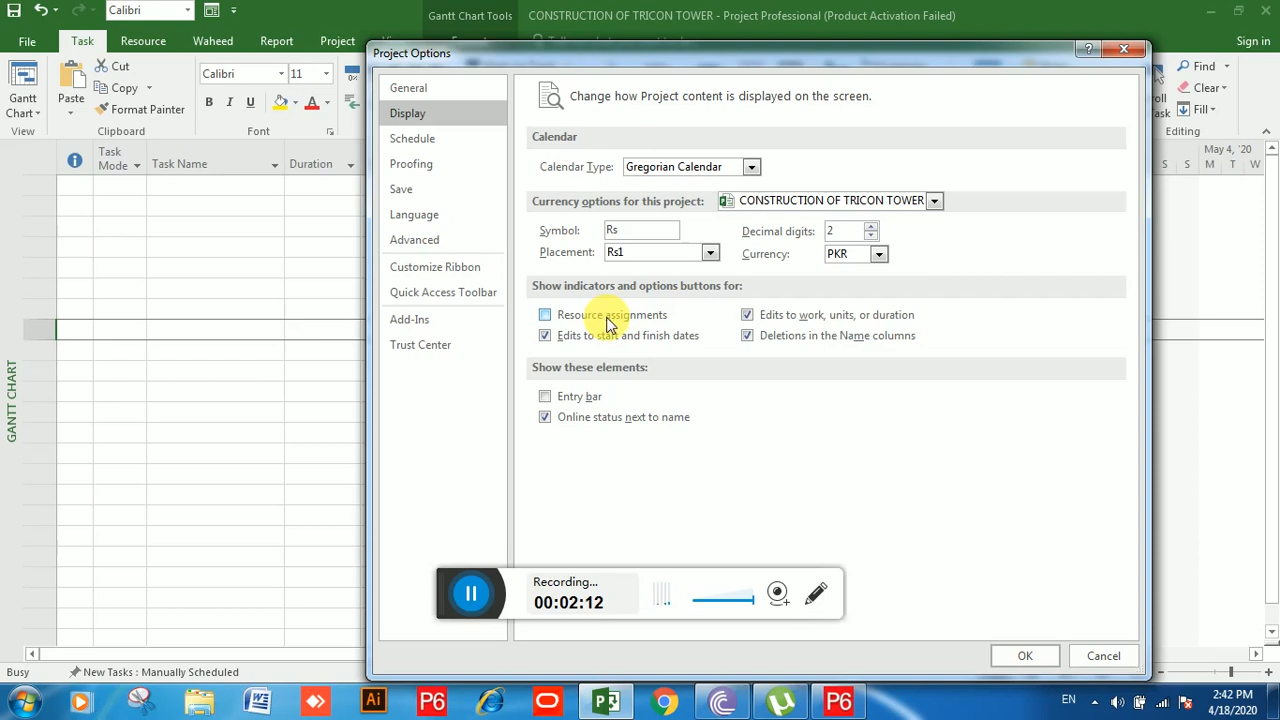 Calibri
Gantt Chart Tools
CONSTRUCTION OF TRICON TOWER - Project Professional (Product Activation Failed)
File Task Resource Waheed Report Project
Sign in
Project Options
Gantt
Chart
View
Paste
Cut
Copy
Format Painter
Clipboard
Calibri 11
B I U A
Font
Find
Clear
Fill
Task
Editing
Task
Mode
Task Name
Duration
May 4, '20
S S M T W
GANTT CHART
General
Display
Schedule
Proofing
Save
Language
Advanced
Customize Ribbon
Quick Access Toolbar
Add-Ins
Trust Center
Change how Project content is displayed on the screen.
Calendar
Calendar Type: Gregorian Calendar
Currency options for this project: CONSTRUCTION OF TRICON TOWER
Symbol: Rs Decimal digits: 2
Placement: Rs1 Currency: PKR
Show indicators and options buttons for:
Resource assignments Edits to work, units, or duration
Edits to start and finish dates Deletions in the Name columns
Show these elements:
Entry bar
Online status next to name
Recording...
00:02:12
OK Cancel
Busy New Tasks : Manually Scheduled
W Ai P6 P6 EN 2:42 PM
4/18/2020